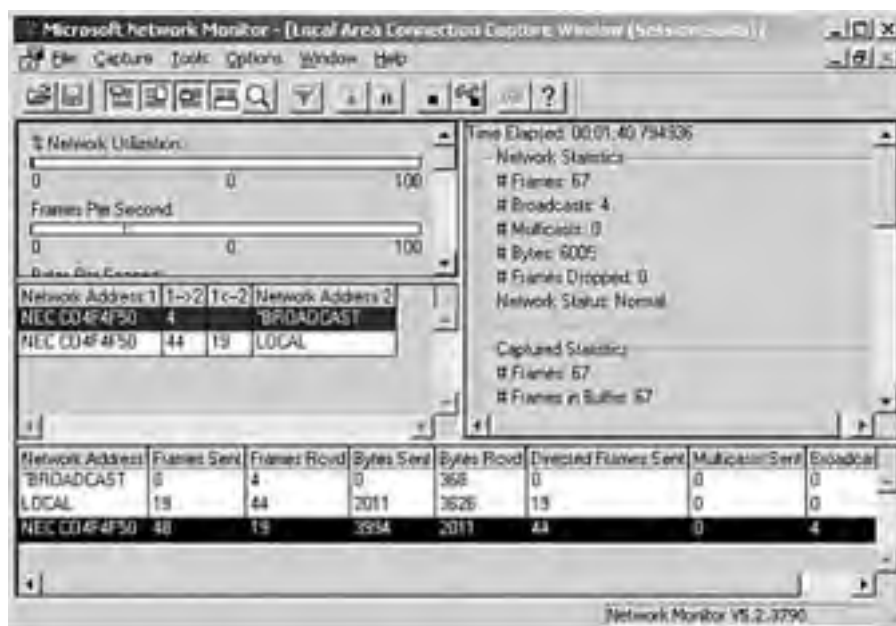 Microsoft Network Monitor - [Local Area Connection Capture Window (Session Stats)]
File Capture Tools Options Window Help
% Network Utilization:
0 0 100
Frames Per Second:
0 0 100
Bytes Per Second:
Time Elapsed: 00:01:40.794936
Network Statistics
# Frames: 67
# Broadcasts: 4
# Multicasts: 0
# Bytes: 6005
# Frames Dropped: 0
Network Status: Normal
Captured Statistics
# Frames: 67
# Frames in Buffer: 67
Network Address 1 1-->2 1<--2 Network Address 2
NEC CD4F4F50 4 *BROADCAST
NEC CD4F4F50 44 19 LOCAL
Network Address Frames Sent Frames Rcvd Bytes Sent Bytes Rcvd Directed Frames Sent Multicasts Sent Broadcas
*BROADCAST 0 4 0 368 0 0 0
LOCAL 19 44 2011 3626 19 0 0
NEC CD4F4F50 48 19 3994 2011 44 0 4
Network Monitor V5.2.3790